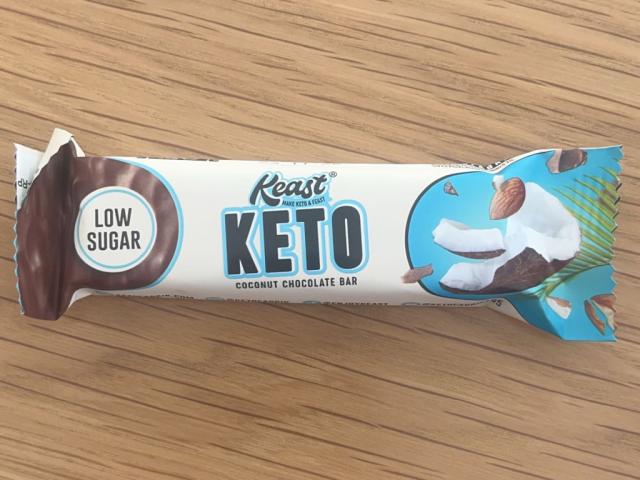 LOW
SUGAR
Keast®
MAKE KETO & FEAST
KETO
COCONUT CHOCOLATE BAR